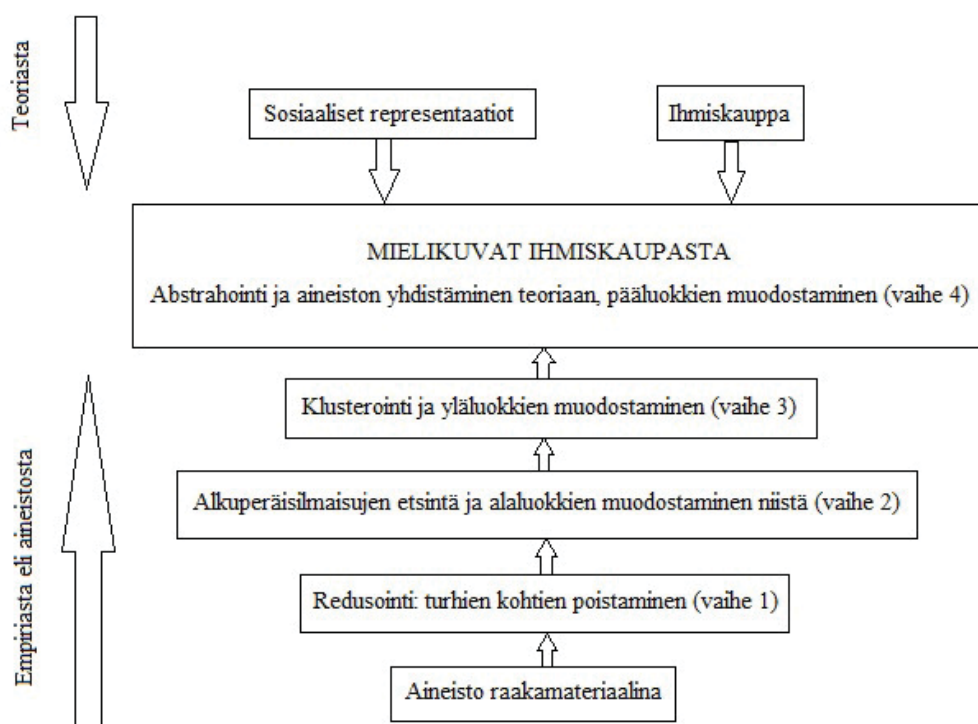 Teoriasta
Sosiaaliset representaatiot
Ihmiskauppa
MIELIKUVAT IHMISKAUPASTA
Abstrahointi ja aineiston yhdistäminen teoriaan, pääluokkien muodostaminen (vaihe 4)
Klusterointi ja yläluokkien muodostaminen (vaihe 3)
Alkuperäisilmaisujen etsintä ja alaluokkien muodostaminen niistä (vaihe 2)
Redusointi: turhien kohtien poistaminen (vaihe 1)
Aineisto raakamateriaalina
Empiriasta eli aineistosta